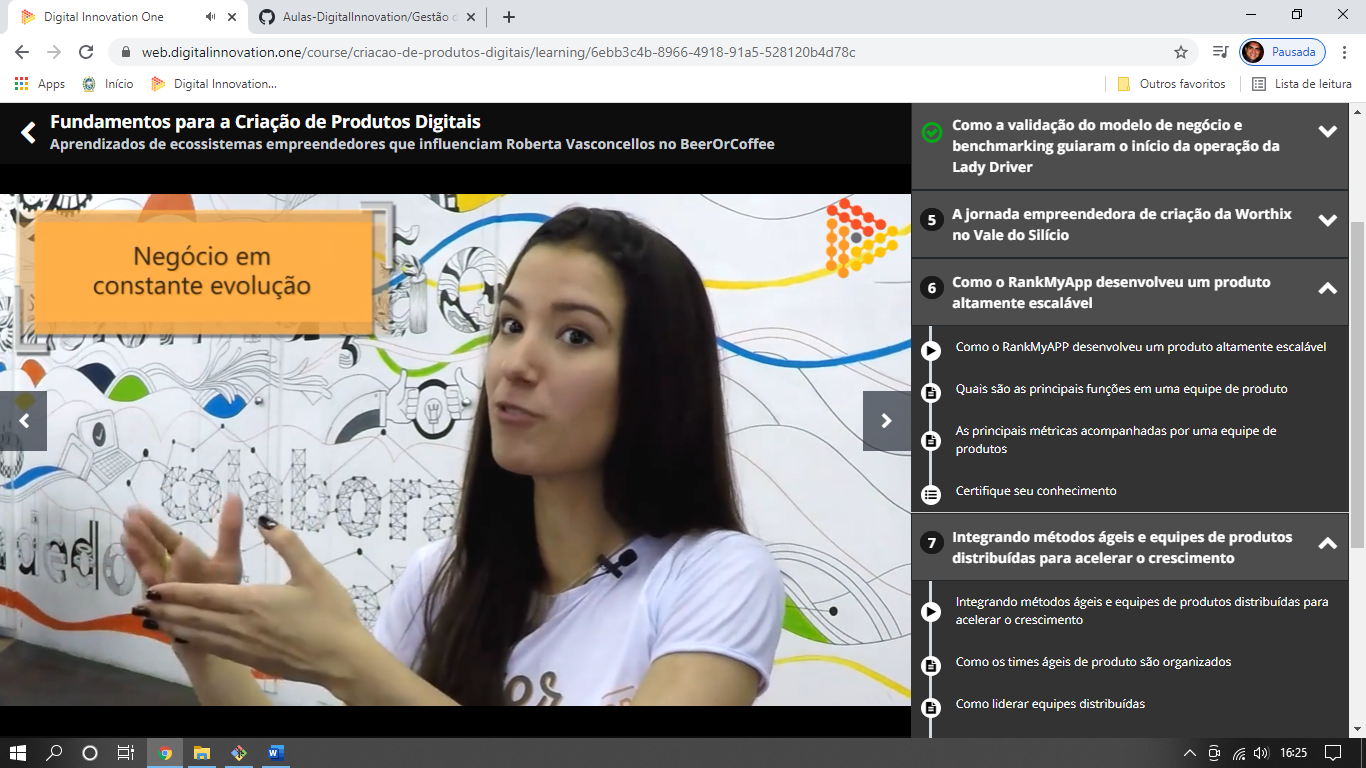 Digital Innovation One
Aulas-DigitalInnovation/Gestão d
web.digitalinnovation.one/course/criacao-de-produtos-digitais/learning/6ebb3c4b-8966-4918-91a5-528120b4d78c
Pausada
Apps
Início
Digital Innovation...
Outros favoritos
Lista de leitura
Fundamentos para a Criação de Produtos Digitais
Aprendizados de ecossistemas empreendedores que influenciam Roberta Vasconcellos no BeerOrCoffee
Negócio em
constante evolução
colabora
Como a validação do modelo de negócio e
benchmarking guiaram o início da operação da
Lady Driver
5
A jornada empreendedora de criação da Worthix
no Vale do Silício
6
Como o RankMyApp desenvolveu um produto
altamente escalável
Como o RankMyAPP desenvolveu um produto altamente escalável
Quais são as principais funções em uma equipe de produto
As principais métricas acompanhadas por uma equipe de
produtos
Certifique seu conhecimento
7
Integrando métodos ágeis e equipes de produtos
distribuídas para acelerar o crescimento
Integrando métodos ágeis e equipes de produtos distribuídas para
acelerar o crescimento
Como os times ágeis de produto são organizados
Como liderar equipes distribuídas
16:25